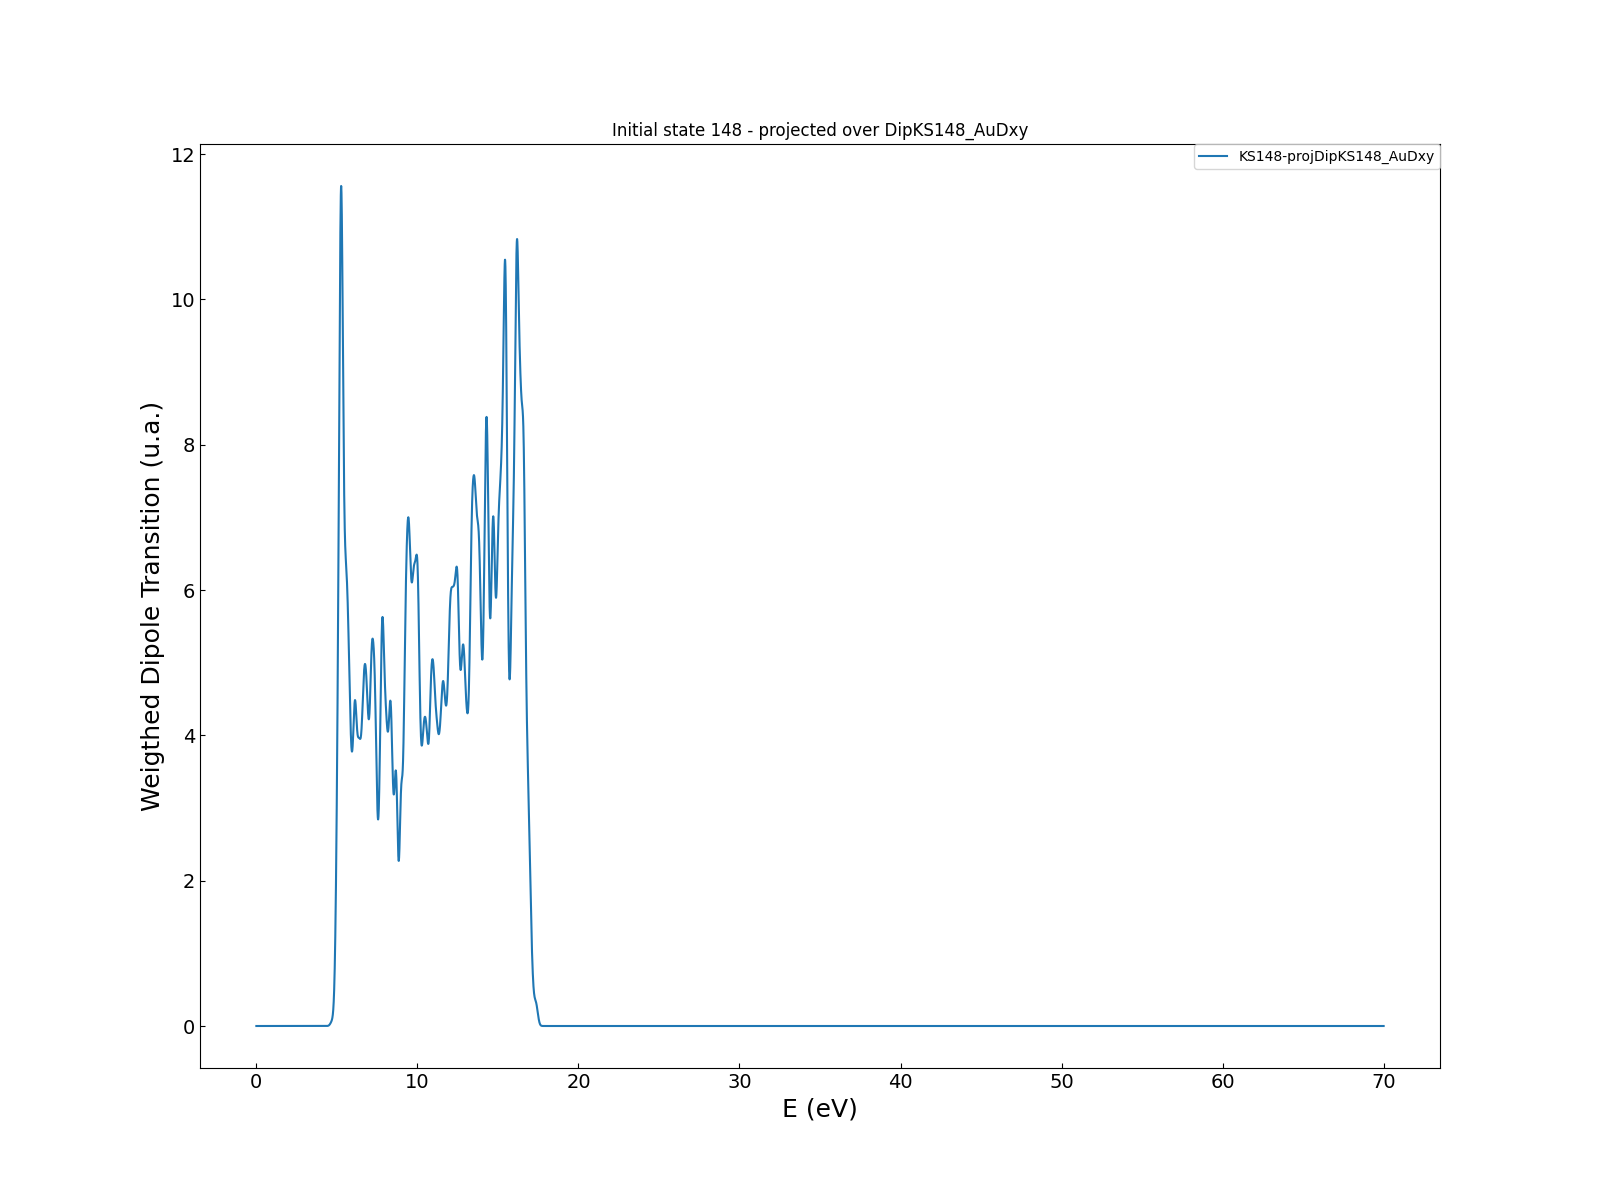 Initial state 148 - projected over DipKS148_AuDxy
KS148-projDipKS148_AuDxy
Weigthed Dipole Transition (u.a.)
12
10
8
6
4
2
0
0 10 20 30 40 50 60 70
E (eV)